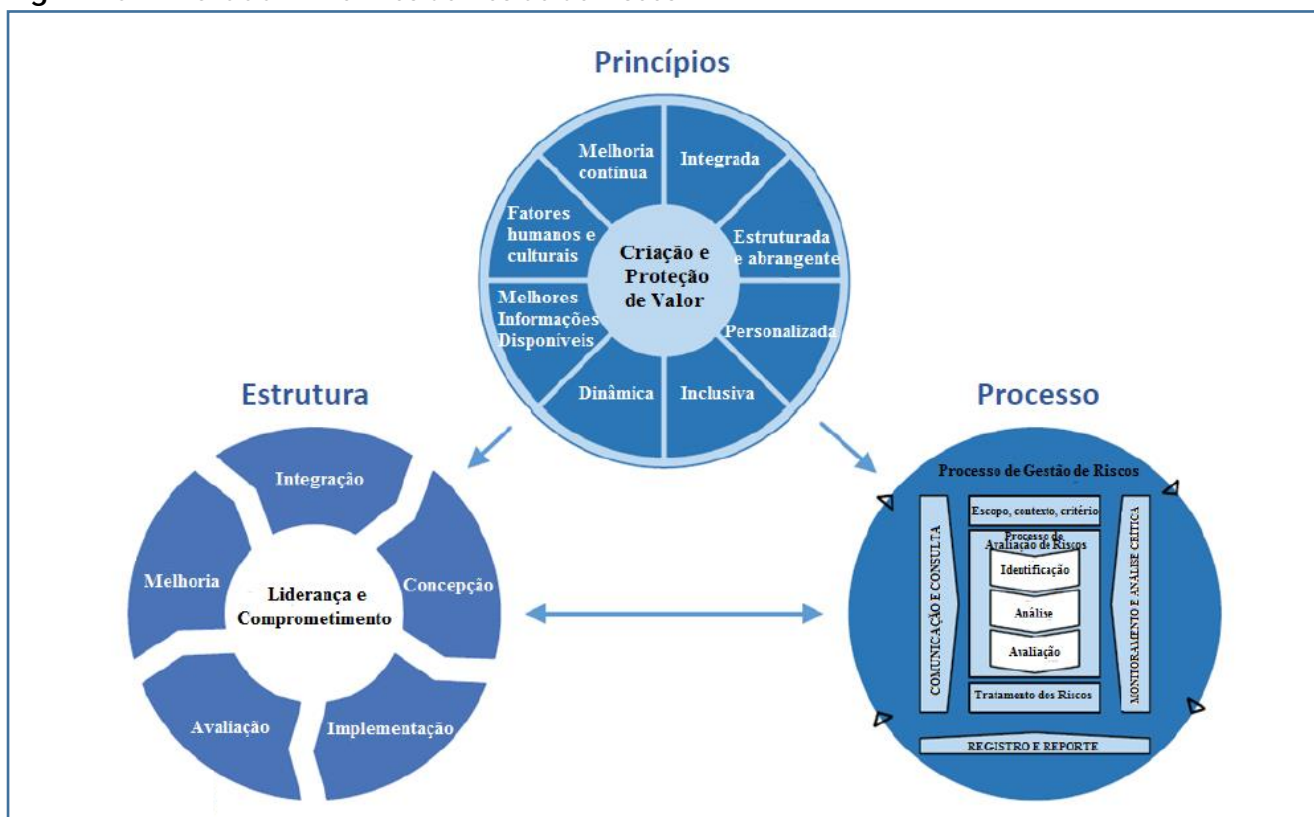 Princípios
Melhoria
contínua
Integrada
Fatores
humanos e
culturais
Estruturada
e abrangente
Criação e
Proteção
de Valor
Melhores
Informações
Disponíveis
Personalizada
Dinâmica
Inclusiva
Estrutura
Integração
Melhoria
Concepção
Liderança e
Comprometimento
Avaliação
Implementação
Processo
Processo de Gestão de Riscos
Escopo, contexto, critério
Processo de
Avaliação de Riscos
Identificação
Análise
Avaliação
Tratamento dos Riscos
COMUNICAÇÃO E CONSULTA
MONITORAMENTO E ANÁLISE CRÍTICA
REGISTRO E REPORTE